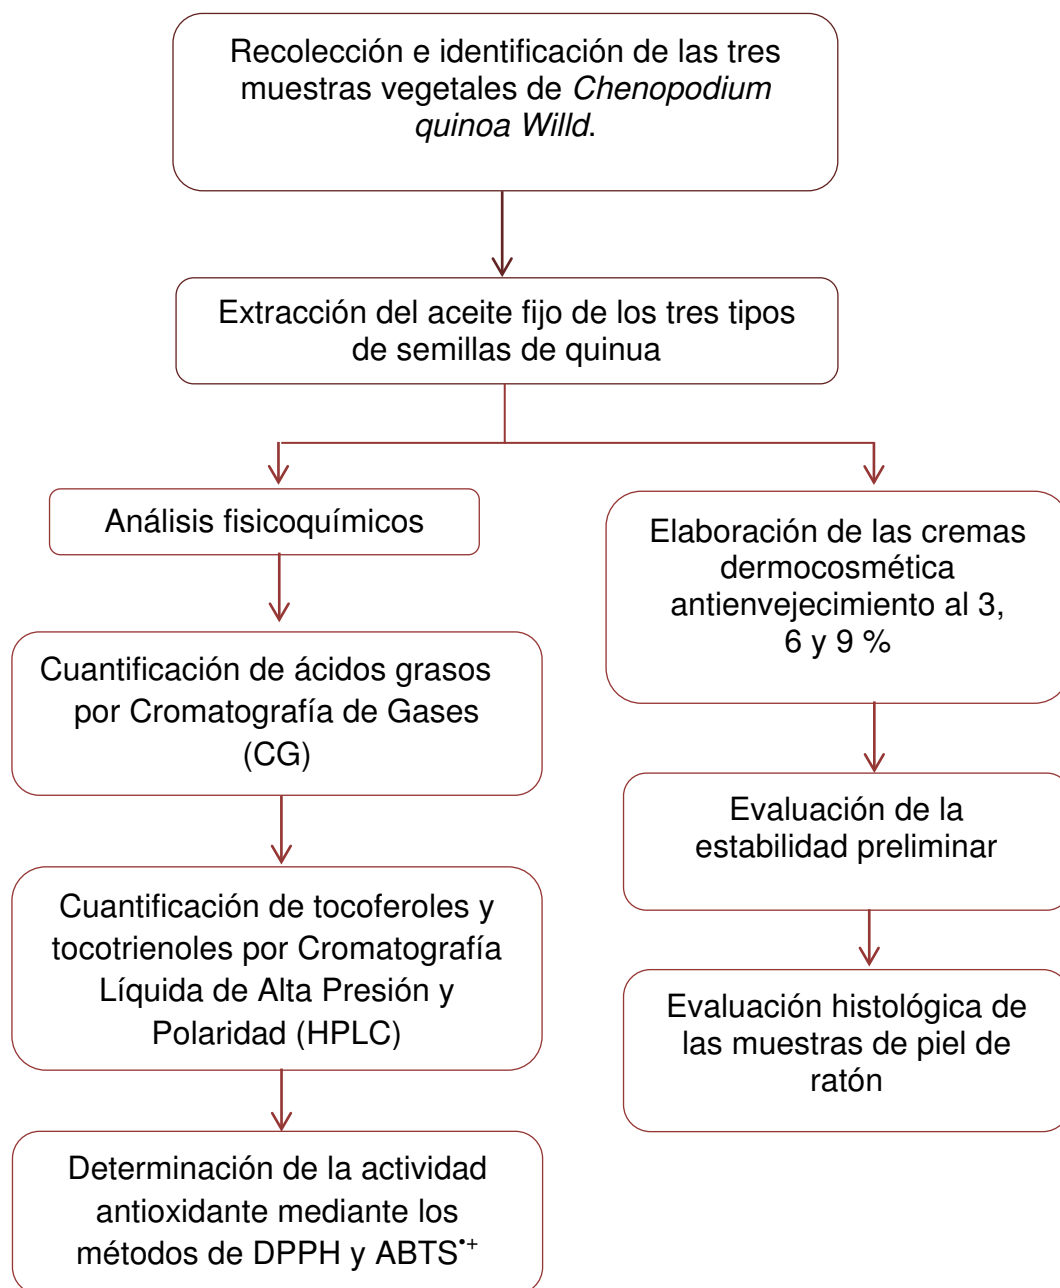 Recolección e identificación de las tres
muestras vegetales de Chenopodium
quinoa Willd.
Extracción del aceite fijo de los tres tipos
de semillas de quinua
Análisis fisicoquímicos
Cuantificación de ácidos grasos
por Cromatografía de Gases
(CG)
Cuantificación de tocoferoles y
tocotrienoles por Cromatografía
Líquida de Alta Presión y
Polaridad (HPLC)
Determinación de la actividad
antioxidante mediante los
métodos de DPPH y ABTS•+
Elaboración de las cremas
dermocosmética
antienvejecimiento al 3,
6 y 9 %
Evaluación de la
estabilidad preliminar
Evaluación histológica de
las muestras de piel de
ratón